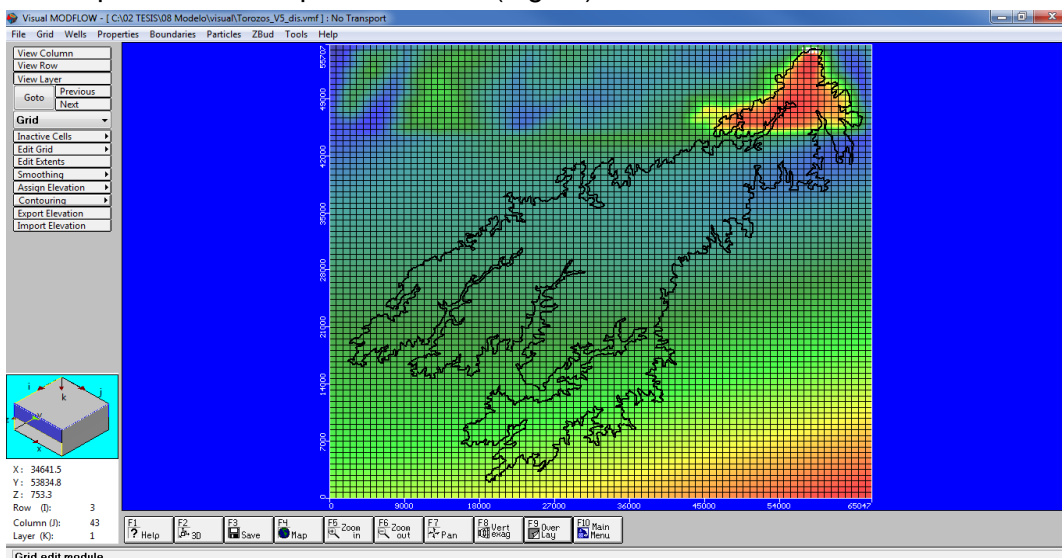 Visual MODFLOW - [ C:\02 TESIS\08 Modelo\visual\Torozos_V5_dis.vmf ] : No Transport
File Grid Wells Properties Boundaries Particles ZBud Tools Help
View Column
View Row
View Layer
Goto
Previous
Next
Grid
Inactive Cells
Edit Grid
Edit Extents
Smoothing
Assign Elevation
Contouring
Export Elevation
Import Elevation
55707
49000
42000
35000
28000
21000
14000
7000
0
0 9000 18000 27000 36000 45000 54000 65047
i
j
k
x
X: 34641.5
Y: 53834.8
Z: 753.3
Row (I): 3
Column (J): 43
Layer (K): 1
F1 Help
F2 3D
F3 Save
F4 Map
F5 Zoom in
F6 Zoom out
F7 Pan
F8 Vert exag
F9 Over Lay
F10 Main Menu
Grid edit module